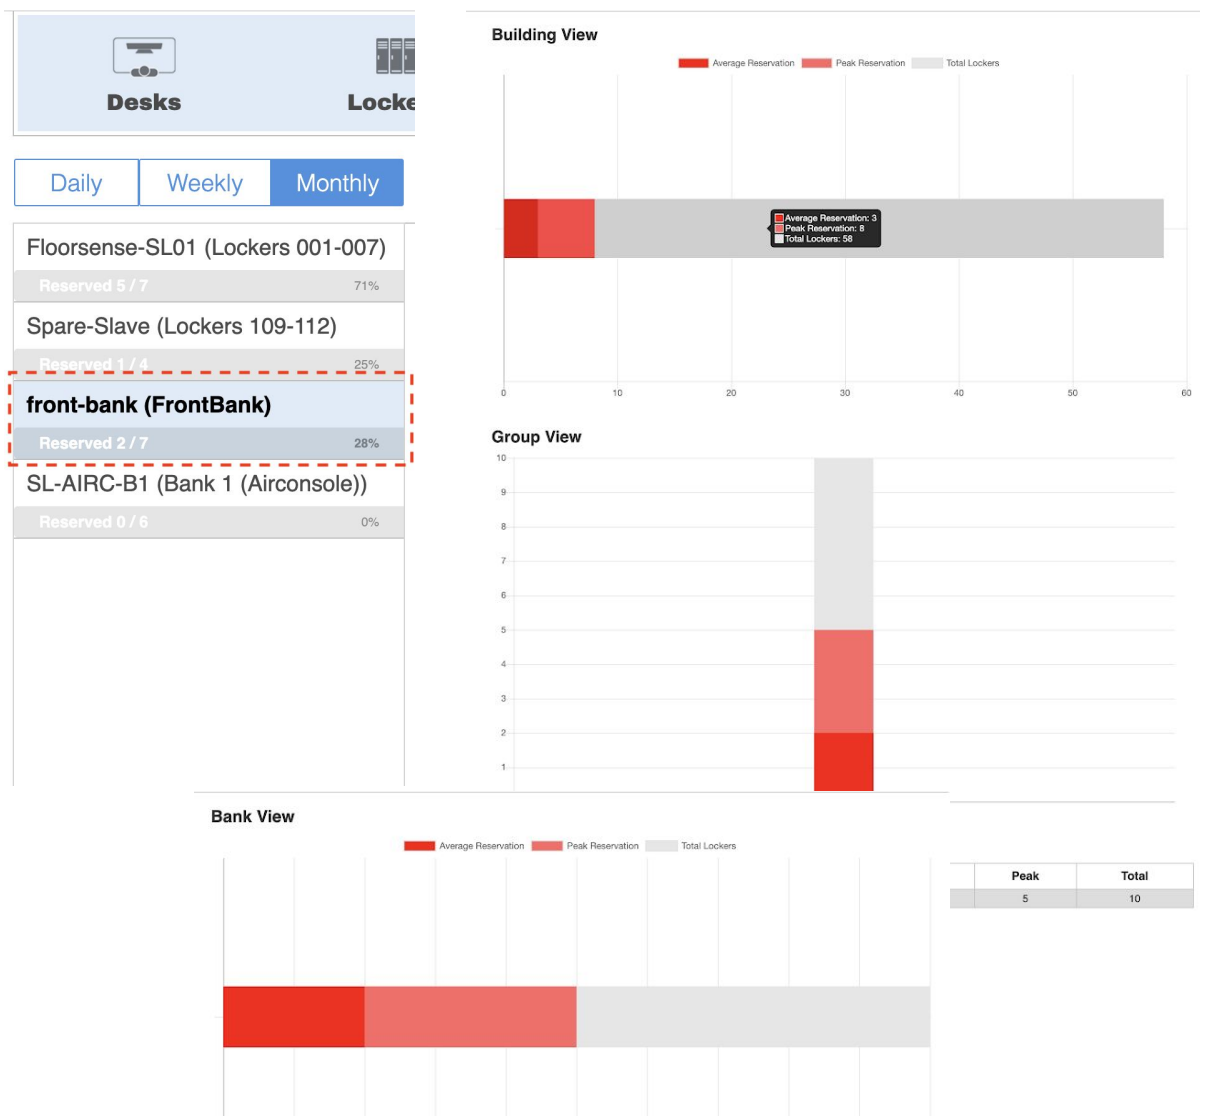 Desks
Locke
Daily
Weekly
Monthly
Floorsense-SL01 (Lockers 001-007)
Reserved 5 / 7
71%
Spare-Slave (Lockers 109-112)
Reserved 1 / 4
25%
front-bank (FrontBank)
Reserved 2 / 7
28%
SL-AIRC-B1 (Bank 1 (Airconsole))
Reserved 0 / 6
0%
Building View
Average Reservation
Peak Reservation
Total Lockers
Average Reservation: 3
Peak Reservation: 8
Total Lockers: 58
0
10
20
30
40
50
60
Group View
10
9
8
7
6
5
4
3
2
1
Peak
Total
5
10
Bank View
Average Reservation
Peak Reservation
Total Lockers